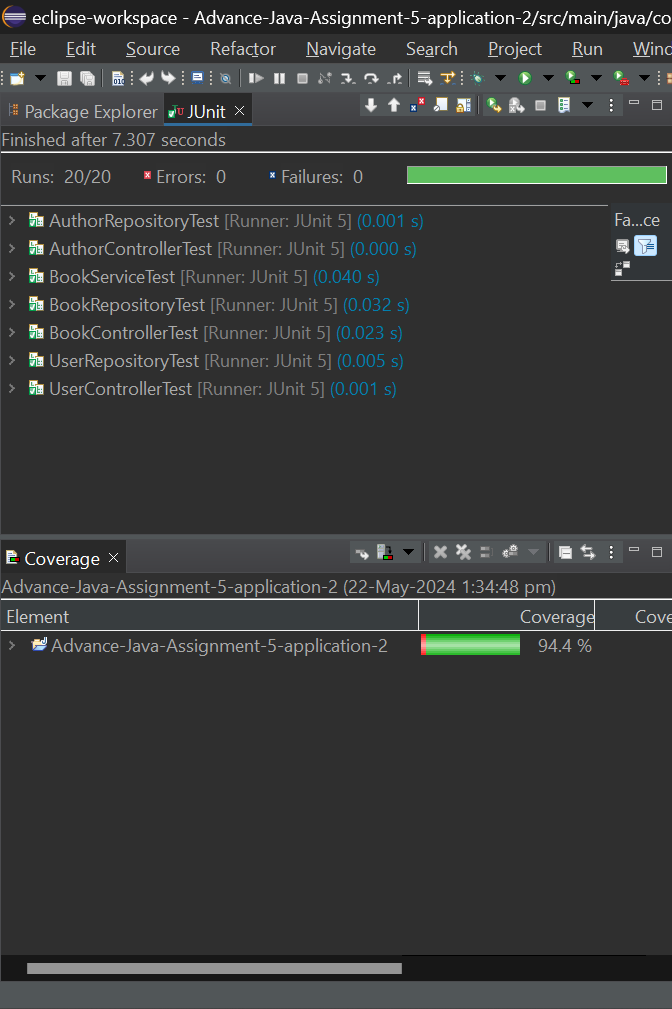 eclipse-workspace - Advance-Java-Assignment-5-application-2/src/main/java/co
File Edit Source Refactor Navigate Search Project Run Wind
Package Explorer JUnit
Finished after 7.307 seconds
Runs: 20/20 Errors: 0 Failures: 0
AuthorRepositoryTest [Runner: JUnit 5] (0.001 s)
Fa...ce
AuthorControllerTest [Runner: JUnit 5] (0.000 s)
BookServiceTest [Runner: JUnit 5] (0.040 s)
BookRepositoryTest [Runner: JUnit 5] (0.032 s)
BookControllerTest [Runner: JUnit 5] (0.023 s)
UserRepositoryTest [Runner: JUnit 5] (0.005 s)
UserControllerTest [Runner: JUnit 5] (0.001 s)
Coverage
Advance-Java-Assignment-5-application-2 (22-May-2024 1:34:48 pm)
Element Coverage Cove
Advance-Java-Assignment-5-application-2 94.4 %